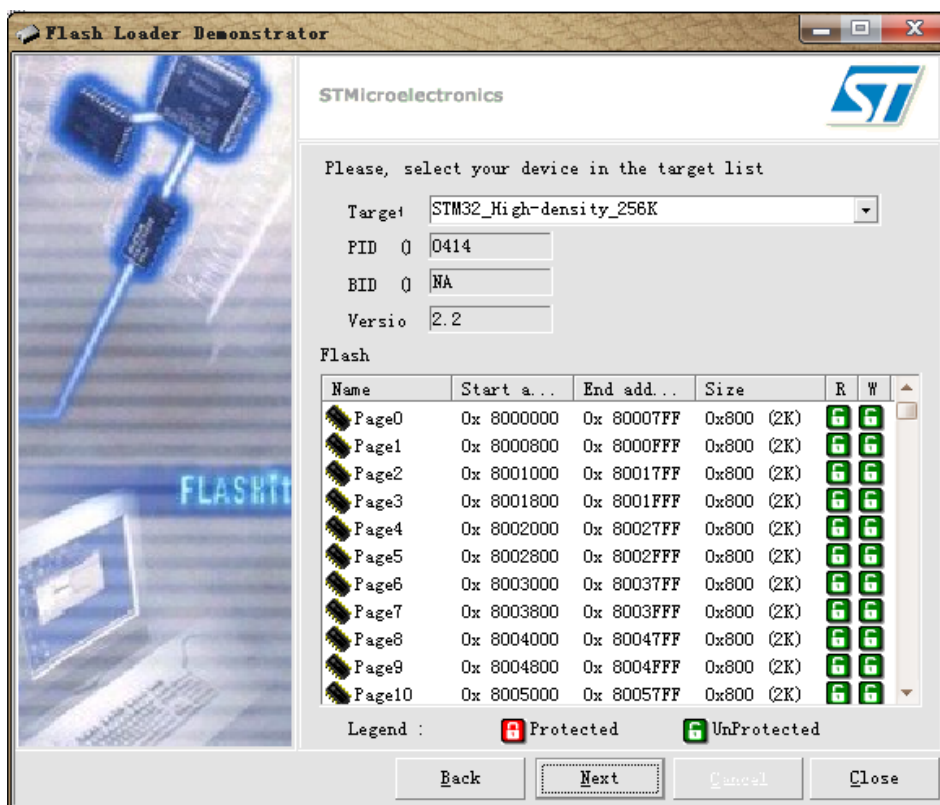 Flash Loader Demonstrator
STMicroelectronics
ST
Please, select your device in the target list
Target STM32_High-density_256K
PID () 0414
BID () NA
Versio 2.2
Flash
Name Start a... End add... Size R W
Page0 0x 8000000 0x 80007FF 0x800 (2K)
Page1 0x 8000800 0x 8000FFF 0x800 (2K)
Page2 0x 8001000 0x 80017FF 0x800 (2K)
Page3 0x 8001800 0x 8001FFF 0x800 (2K)
Page4 0x 8002000 0x 80027FF 0x800 (2K)
Page5 0x 8002800 0x 8002FFF 0x800 (2K)
Page6 0x 8003000 0x 80037FF 0x800 (2K)
Page7 0x 8003800 0x 8003FFF 0x800 (2K)
Page8 0x 8004000 0x 80047FF 0x800 (2K)
Page9 0x 8004800 0x 8004FFF 0x800 (2K)
Page10 0x 8005000 0x 80057FF 0x800 (2K)
FLASHit
Legend : Protected UnProtected
Back Next Cancel Close